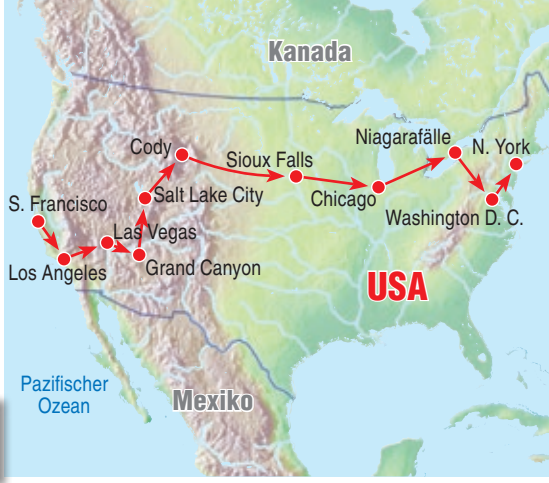 Kanada
Niagarafälle
N. York
Cody
Sioux Falls
Chicago
Salt Lake City
Washington D. C.
S. Francisco
Las Vegas
Los Angeles
Grand Canyon
USA
Pazifischer
Ozean
Mexiko